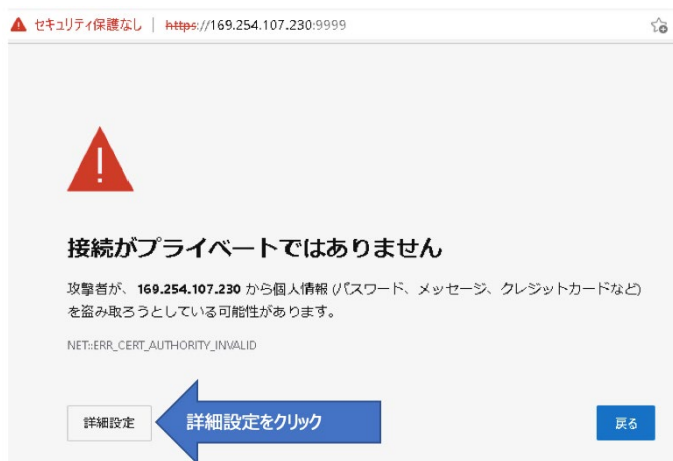 セキュリティ保護なし | https://169.254.107.230:9999
接続がプライベートではありません
攻撃者が、 169.254.107.230 から個人情報 (パスワード、メッセージ、クレジットカードなど)
を盗み取ろうとしている可能性があります。
NET::ERR_CERT_AUTHORITY_INVALID
詳細設定
詳細設定をクリック
戻る